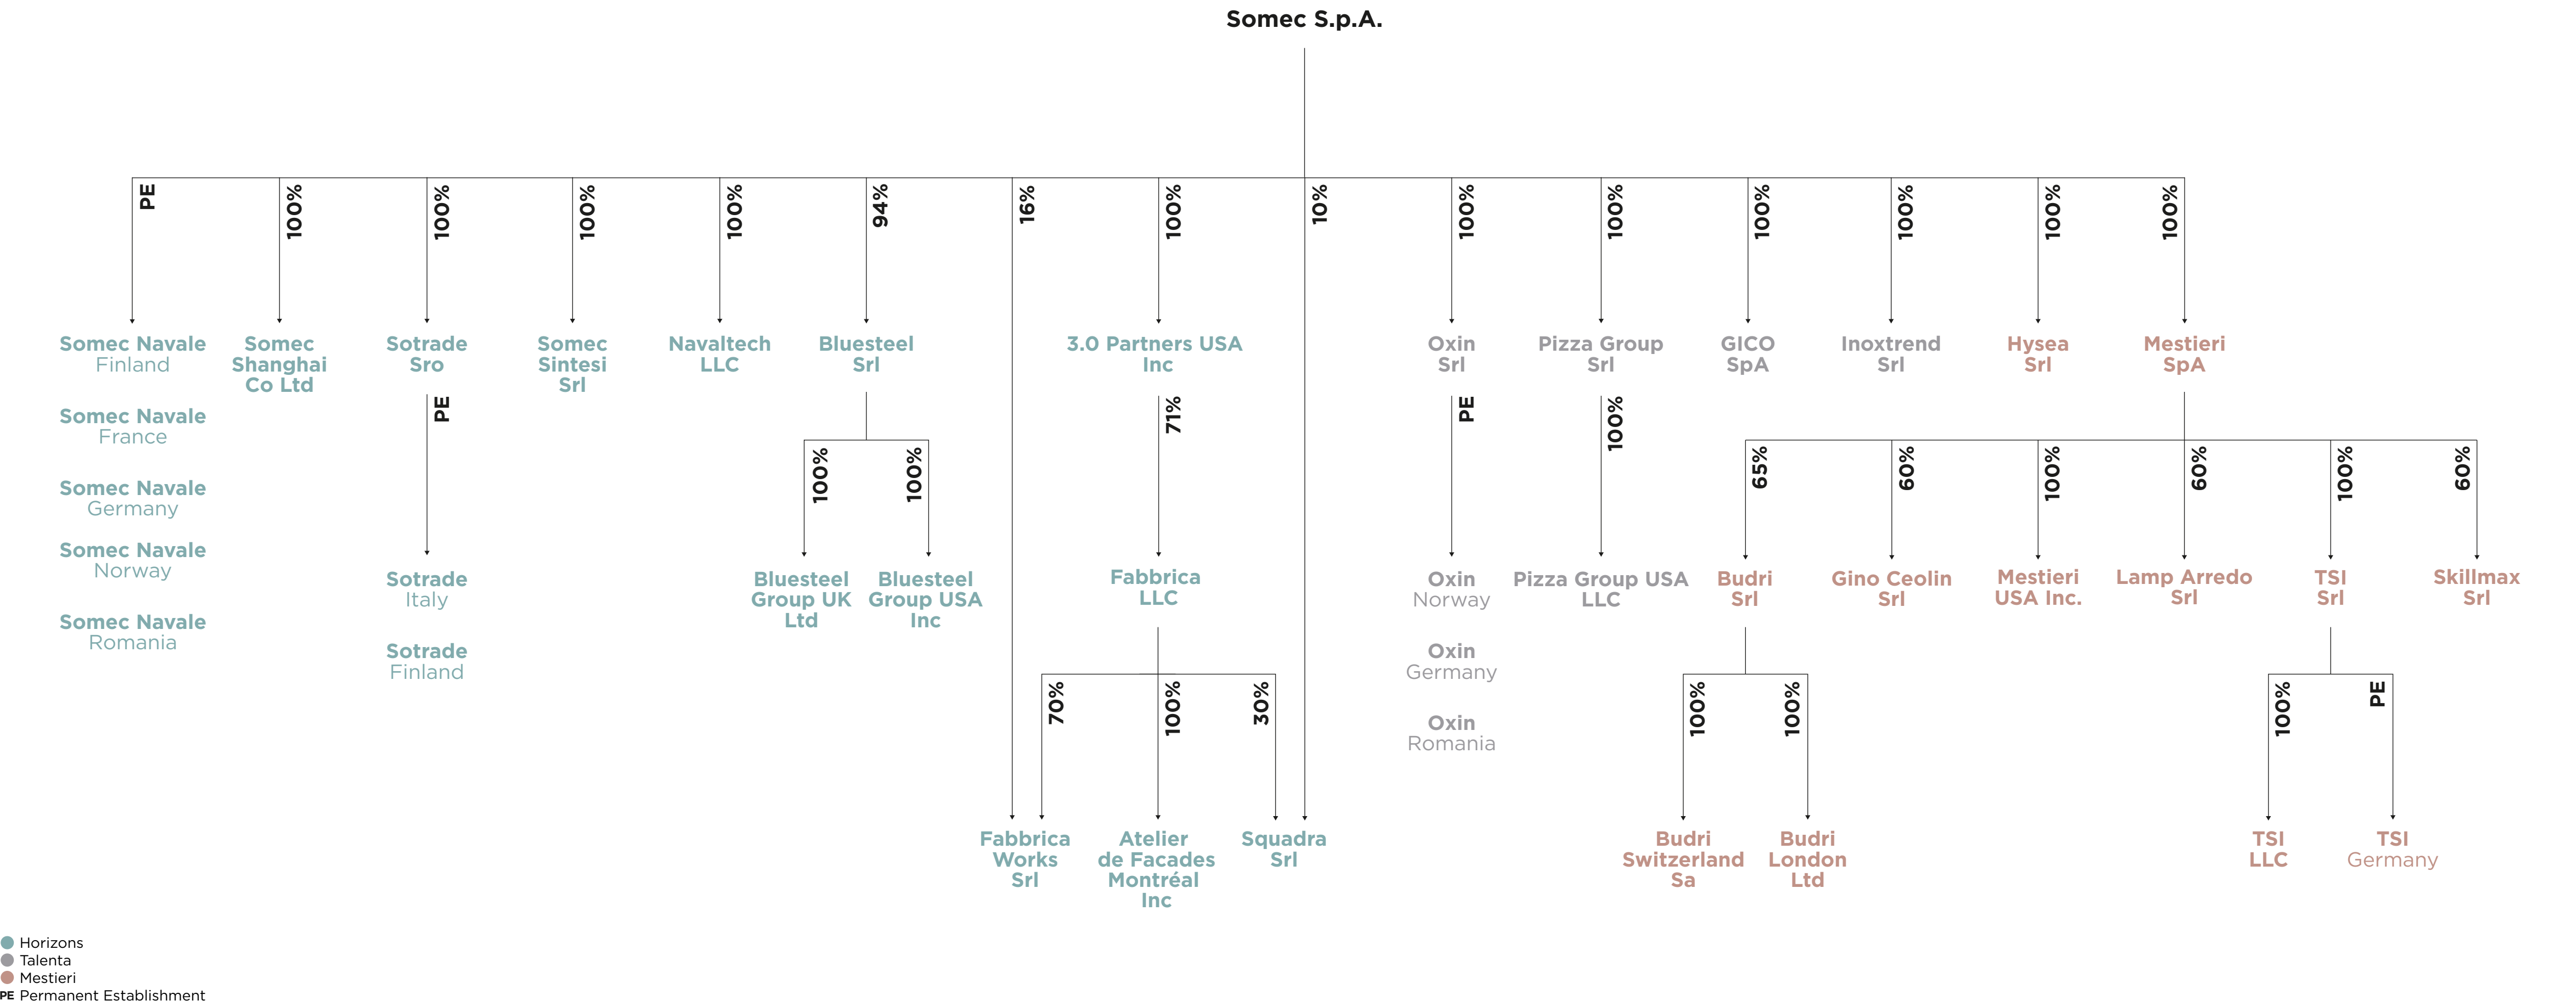 Somec S.p.A.
PE
100%
100%
100%
100%
94%
16%
100%
10%
100%
100%
100%
100%
100%
100%
Somec Navale
Finland
Somec
Shanghai
Co Ltd
Sotrade
Sro
Somec
Sintesi
Srl
Navaltech
LLC
Bluesteel
Srl
3.0 Partners USA
Inc
Oxin
Srl
Pizza Group
Srl
GICO
SpA
Inoxtrend
Srl
Hysea
Srl
Mestieri
SpA
Somec Navale
France
Somec Navale
Germany
Somec Navale
Norway
Somec Navale
Romania
PE
100%
100%
71%
PE
100%
65%
60%
100%
60%
100%
60%
Sotrade
Italy
Sotrade
Finland
Bluesteel
Group UK
Ltd
Bluesteel
Group USA
Inc
Fabbrica
LLC
Oxin
Norway
Oxin
Germany
Oxin
Romania
Pizza Group USA
LLC
Budri
Srl
Gino Ceolin
Srl
Mestieri
USA Inc.
Lamp Arredo
Srl
TSI
Srl
Skillmax
Srl
70%
100%
30%
100%
100%
100%
PE
Fabbrica
Works
Srl
Atelier
de Facades
Montréal
Inc
Squadra
Srl
Budri
Switzerland
Sa
Budri
London
Ltd
TSI
LLC
TSI
Germany
Horizons
Talenta
Mestieri
PE Permanent Establishment